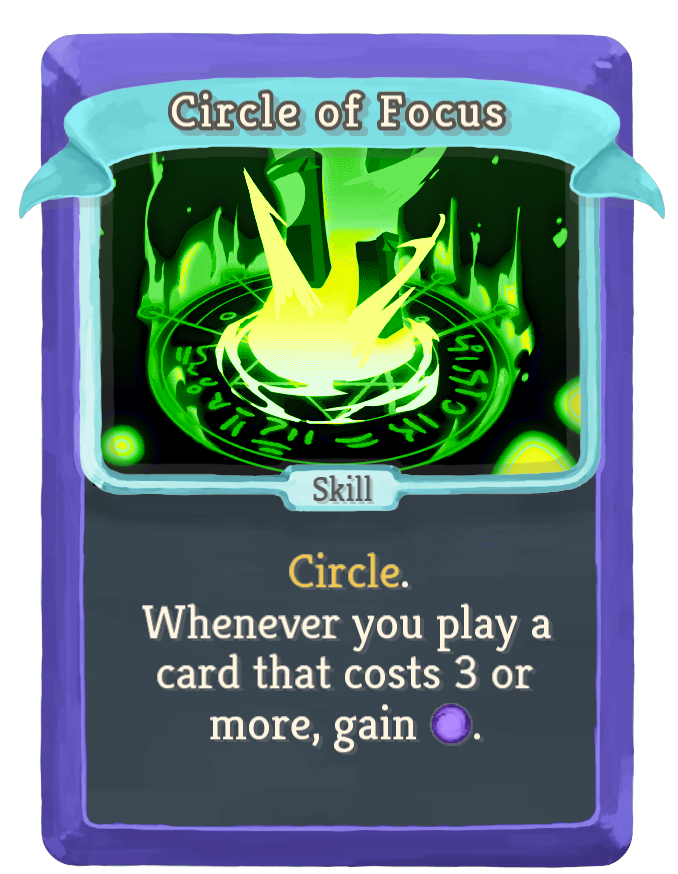 Circle of Focus
Skill
Circle.
Whenever you play a
card that costs 3 or
more, gain .